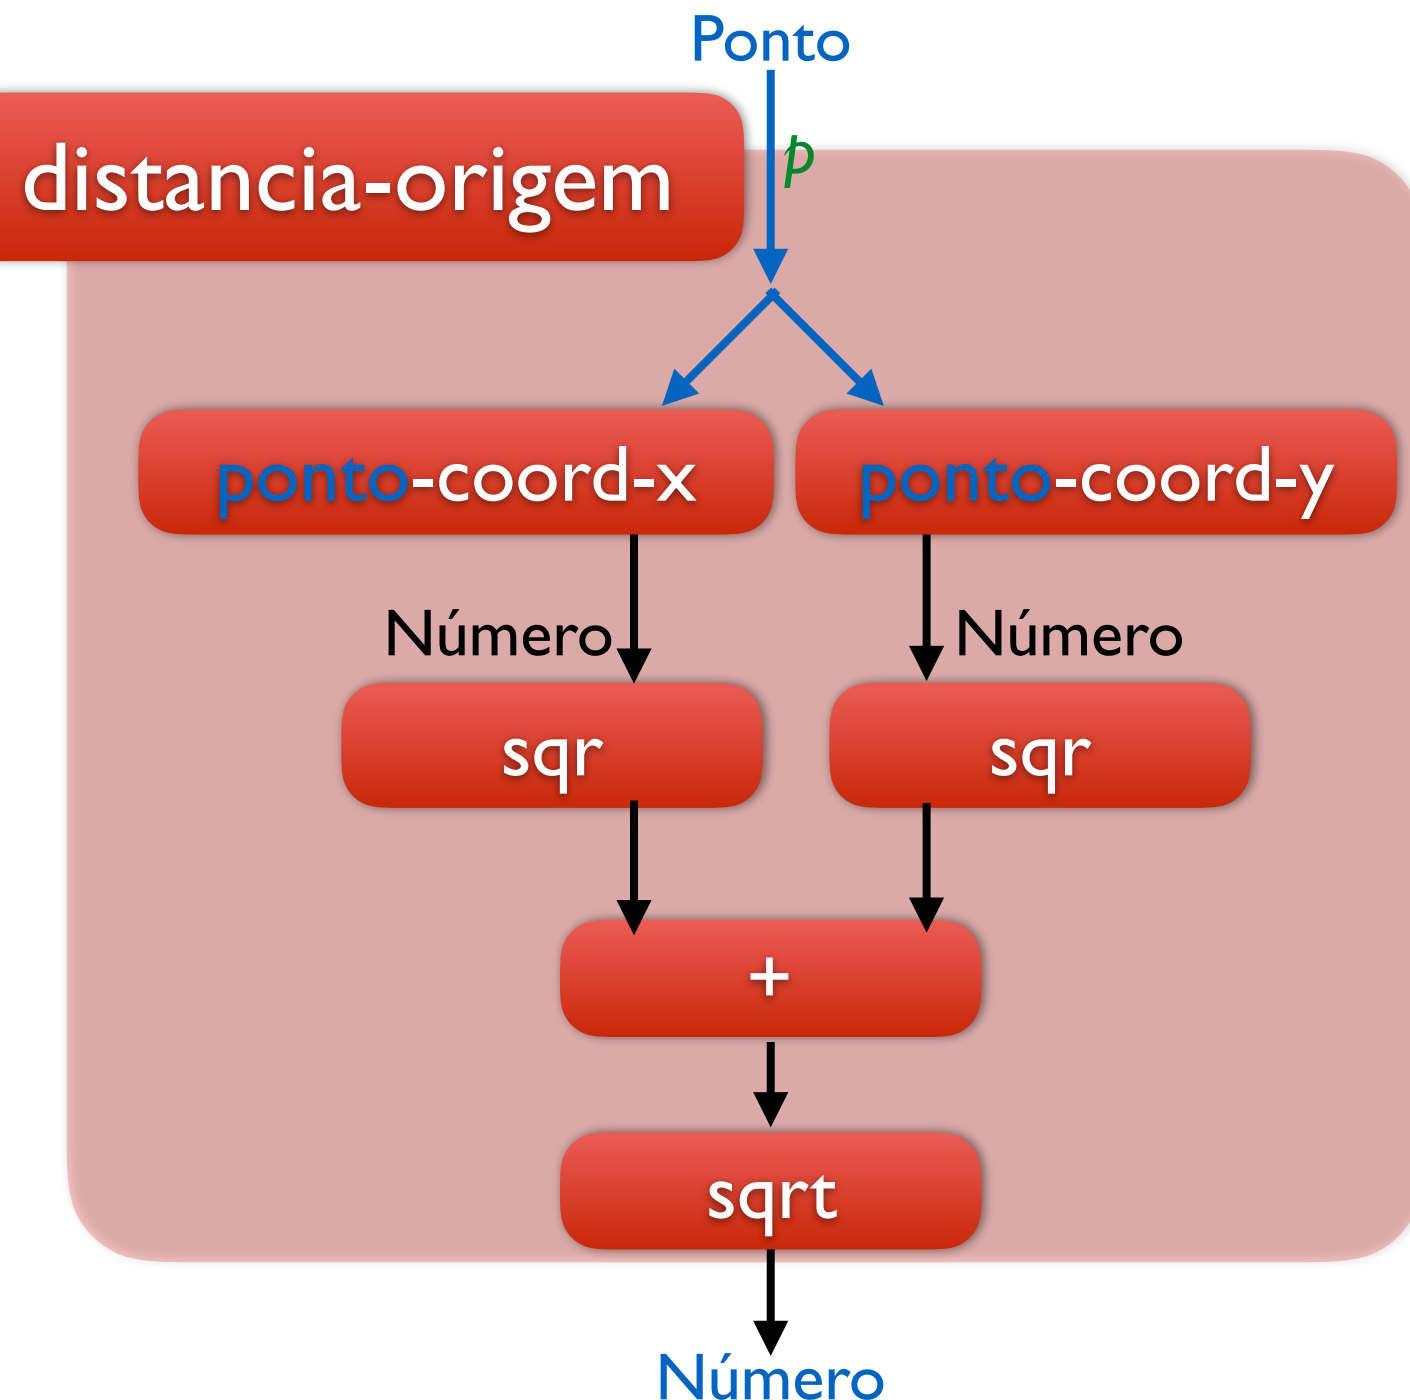 Ponto
distancia-origem
p
ponto-coord-x
ponto-coord-y
Número
Número
sqr
sqr
+
sqrt
Número